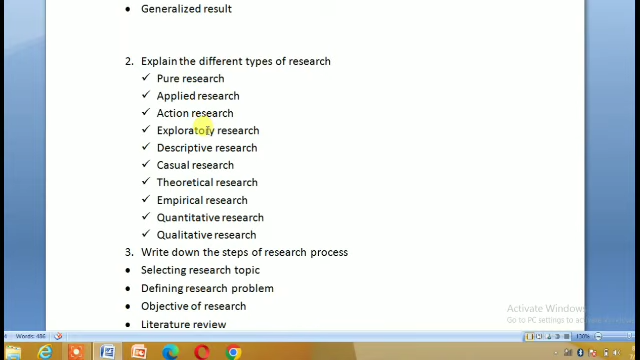 • Generalized result
2. Explain the different types of research
✓ Pure research
✓ Applied research
✓ Action research
✓ Exploratory research
✓ Descriptive research
✓ Casual research
✓ Theoretical research
✓ Empirical research
✓ Quantitative research
✓ Qualitative research
3. Write down the steps of research process
• Selecting research topic
• Defining research problem
• Objective of research
• Literature review
Activate Windows
Go to PC settings to activate Windows.
Words: 486
130%